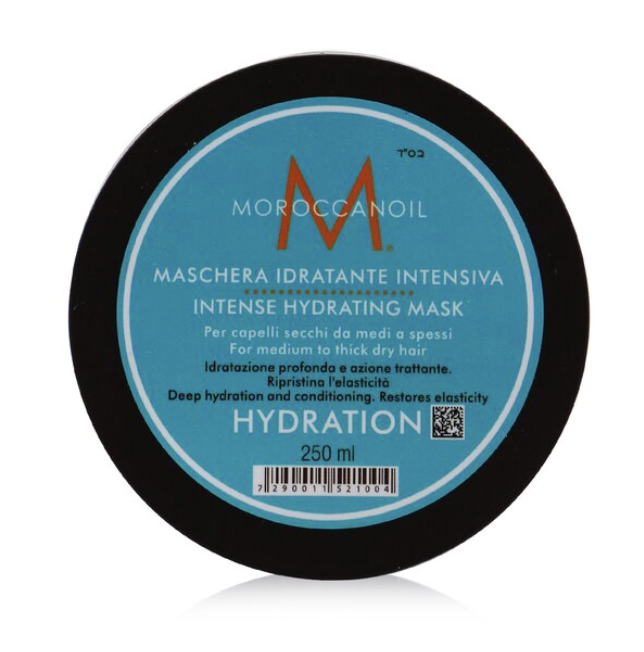 בס״ד
M
MOROCCANOIL
MASCHERA IDRATANTE INTENSIVA
INTENSE HYDRATING MASK
Per capelli secchi da medi a spessi
For medium to thick dry hair
Idratazione profonda e azione trattante.
Ripristina l'elasticità
Deep hydration and conditioning. Restores elasticity
HYDRATION
250 ml
7 290011 521004